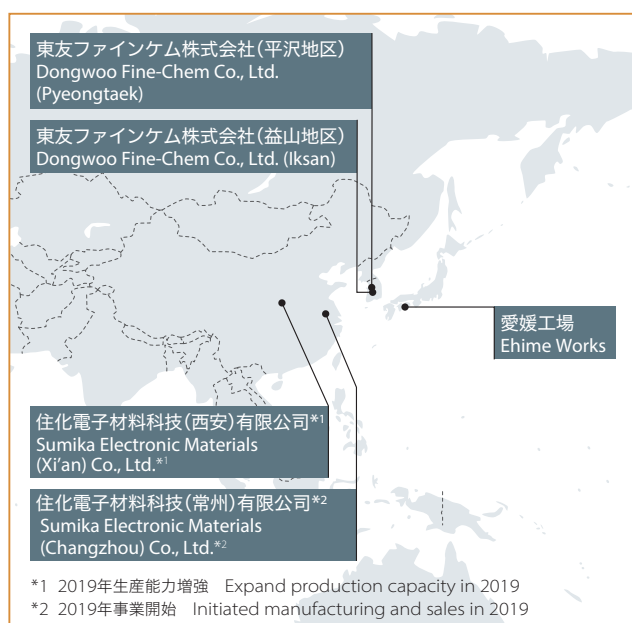 東友ファインケム株式会社（平沢地区）
Dongwoo Fine-Chem Co., Ltd.
(Pyeongtaek)
東友ファインケム株式会社（益山地区）
Dongwoo Fine-Chem Co., Ltd. (Iksan)
愛媛工場
Ehime Works
住化電子材料科技（西安）有限公司*1
Sumika Electronic Materials
(Xi’an) Co., Ltd.*1
住化電子材料科技（常州）有限公司*2
Sumika Electronic Materials
(Changzhou) Co., Ltd.*2
*1 2019年生産能力増強 Expand production capacity in 2019
*2 2019年事業開始 Initiated manufacturing and sales in 2019